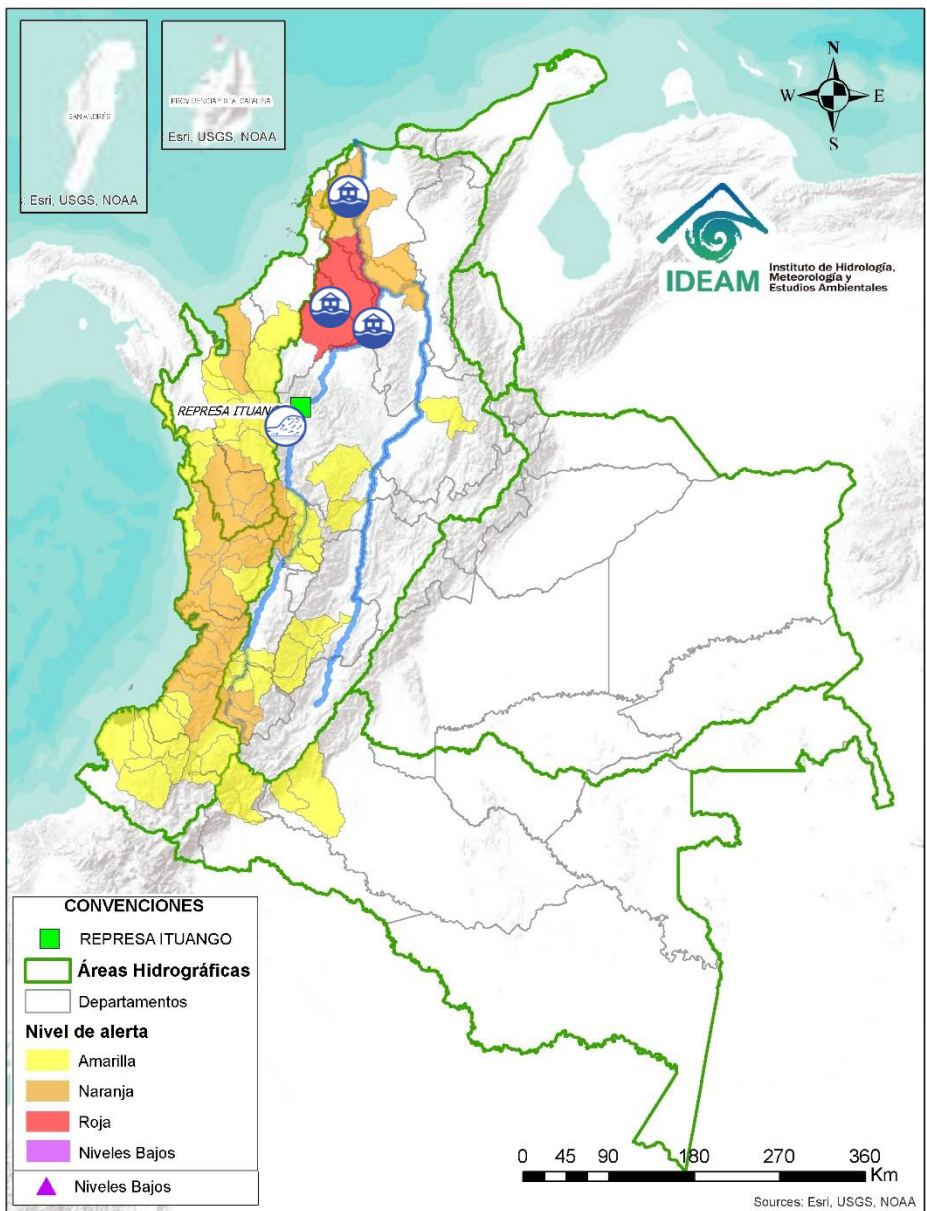 SAN ANDRÉS
: Esri, USGS, NOAA
PROVIDENCIA Y STA. CATALINA
Esri, USGS, NOAA
N
W
E
S
IDEAM
Instituto de Hidrología,
Meteorología y
Estudios Ambientales
REPRESA ITUANGO
CONVENCIONES
REPRESA ITUANGO
Áreas Hidrográficas
Departamentos
Nivel de alerta
Amarilla
Naranja
Roja
Niveles Bajos
Niveles Bajos
0 45 90 180 270 360
Km
Sources: Esri, USGS, NOAA